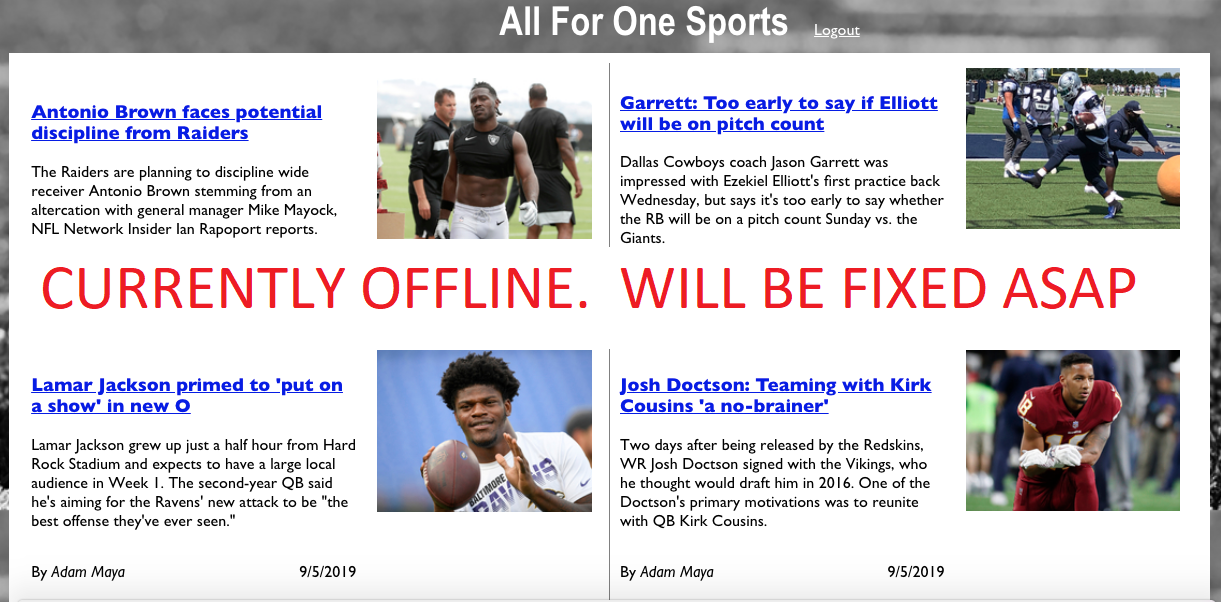 All For One Sports
Logout
Antonio Brown faces potential
discipline from Raiders
The Raiders are planning to discipline wide
receiver Antonio Brown stemming from an
altercation with general manager Mike Mayock,
NFL Network Insider Ian Rapoport reports.
Garrett: Too early to say if Elliott
will be on pitch count
Dallas Cowboys coach Jason Garrett was
impressed with Ezekiel Elliott's first practice back
Wednesday, but says it's too early to say whether
the RB will be on a pitch count Sunday vs. the
Giants.
54
CURRENTLY OFFLINE. WILL BE FIXED ASAP
Lamar Jackson primed to 'put on
a show' in new O
Lamar Jackson grew up just a half hour from Hard
Rock Stadium and expects to have a large local
audience in Week 1. The second-year QB said
he's aiming for the Ravens' new attack to be "the
best offense they've ever seen."
By Adam Maya 9/5/2019
BALTIMORE
Josh Doctson: Teaming with Kirk
Cousins 'a no-brainer'
Two days after being released by the Redskins,
WR Josh Doctson signed with the Vikings, who
he thought would draft him in 2016. One of the
Doctson's primary motivations was to reunite
with QB Kirk Cousins.
By Adam Maya 9/5/2019